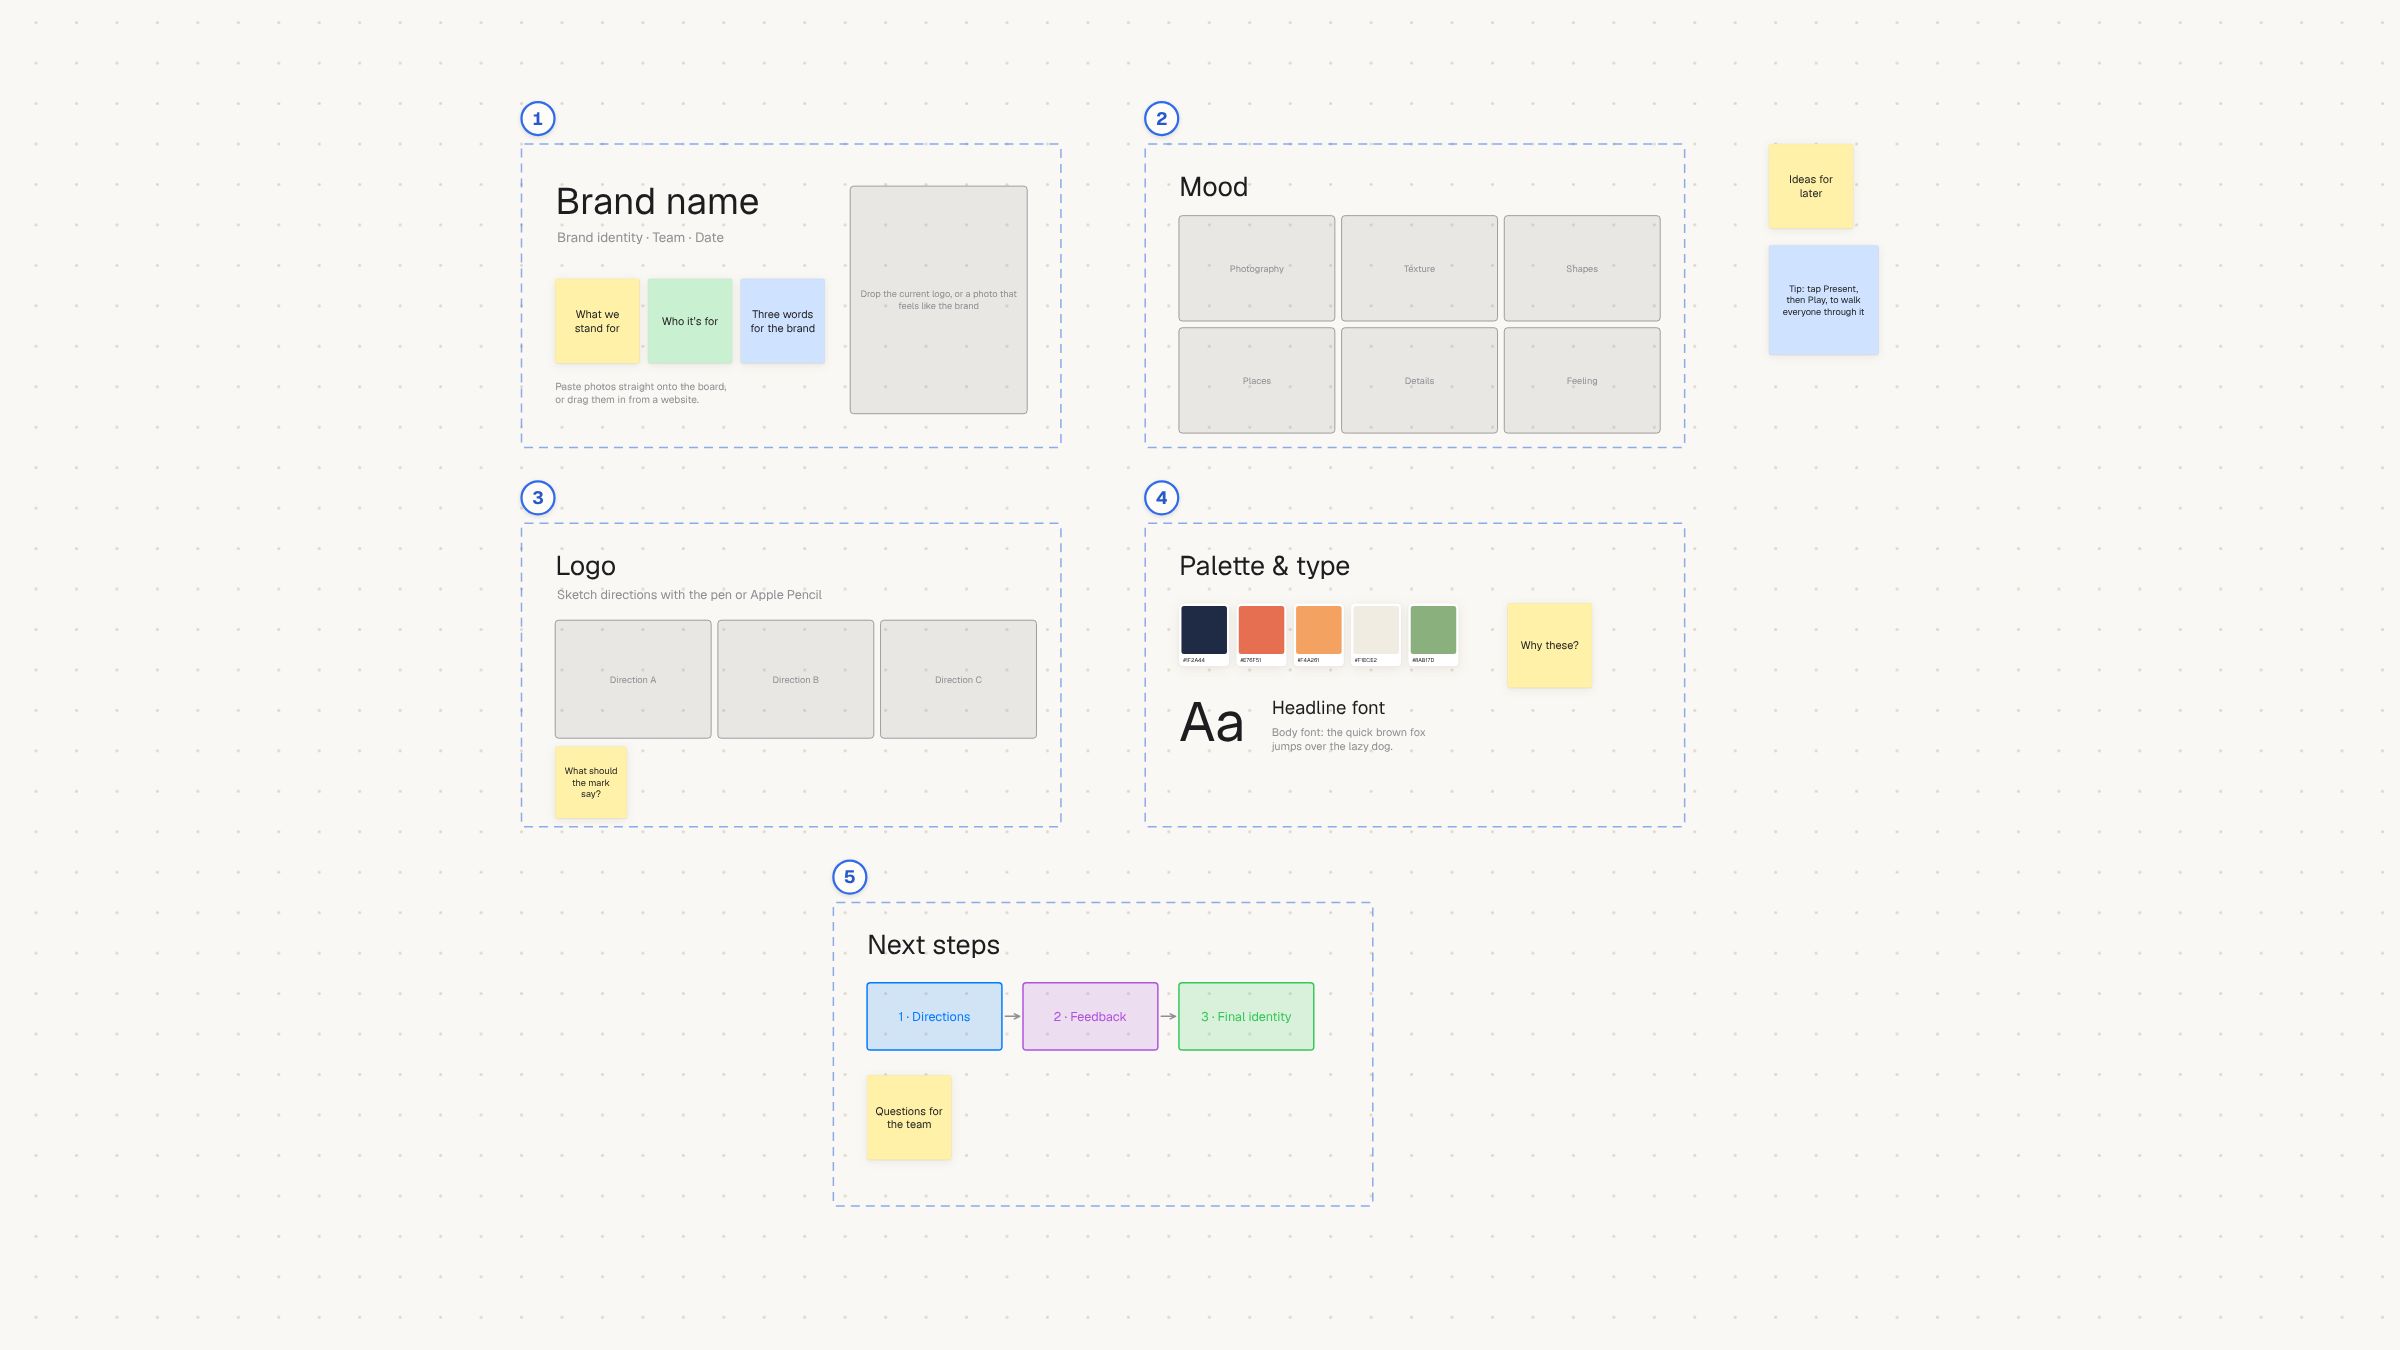 1
Brand name
Brand identity · Team · Date
What we
stand for
Who it's for
Three words
for the brand
Paste photos straight onto the board,
or drag them in from a website.
Drop the current logo, or a photo that
feels like the brand
2
Mood
Photography
Texture
Shapes
Places
Details
Feeling
Ideas for
later
Tip: tap Present,
then Play, to walk
everyone through it
3
Logo
Sketch directions with the pen or Apple Pencil
Direction A
Direction B
Direction C
What should
the mark
say?
4
Palette & type
#1F2A44
#E76F51
#F4A261
#F1ECE2
#8AB17D
Why these?
Aa
Headline font
Body font: the quick brown fox
jumps over the lazy dog.
5
Next steps
1 · Directions
2 · Feedback
3 · Final identity
Questions for
the team